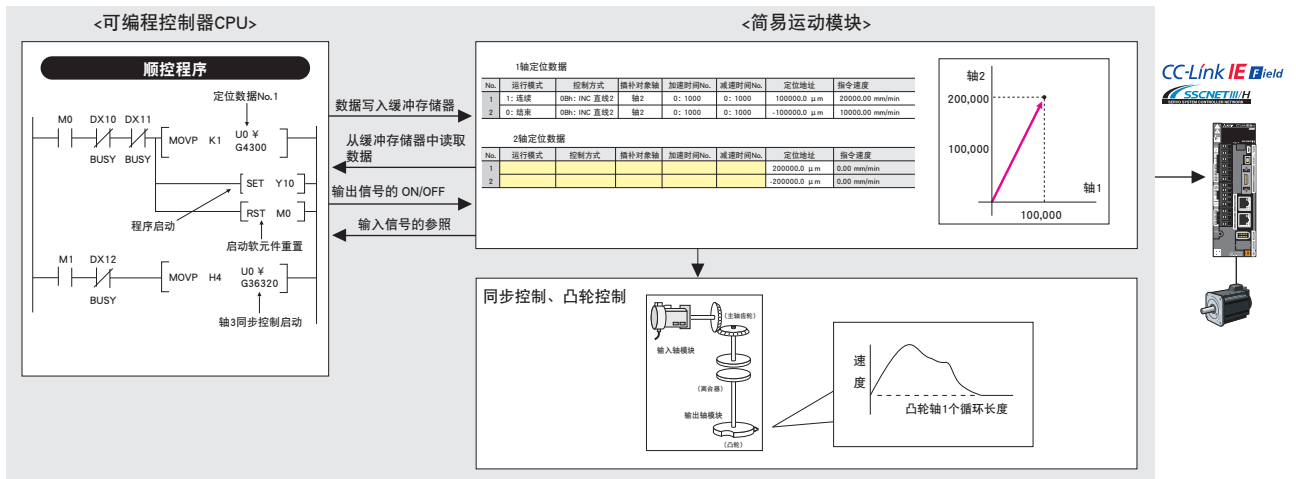 <可编程控制器CPU>
顺控程序
定位数据No.1
M0 DX10 DX11
MOVP K1 U0 ¥
G4300
BUSY BUSY
SET Y10
RST M0
程序启动
启动软元件重置
M1 DX12
MOVP H4 U0 ¥
G36320
BUSY
轴3同步控制启动
数据写入缓冲存储器
从缓冲存储器中读取
数据
输出信号的 ON/OFF
输入信号的参照
<简易运动模块>
1轴定位数据
No. 运行模式 控制方式 插补对象轴 加速时间No. 减速时间No. 定位地址 指令速度
1 1: 连续 0Bh: INC 直线2 轴2 0: 1000 0: 1000 100000.0 μm 20000.00 mm/min
2 0: 结束 0Bh: INC 直线2 轴2 0: 1000 0: 1000 -100000.0 μm 10000.00 mm/min
2轴定位数据
No. 运行模式 控制方式 插补对象轴 加速时间No. 减速时间No. 定位地址 指令速度
1 200000.0 μm 0.00 mm/min
2 -200000.0 μm 0.00 mm/min
轴2
200,000
100,000
轴1
100,000
同步控制、凸轮控制
(主轴齿轮)
输入轴模块
(离合器)
输出轴模块
(凸轮)
速
度
凸轮轴1个循环长度
CC-Link IE Field
SSCNETIII/H
SERVO SYSTEM CONTROLLER NETWORK